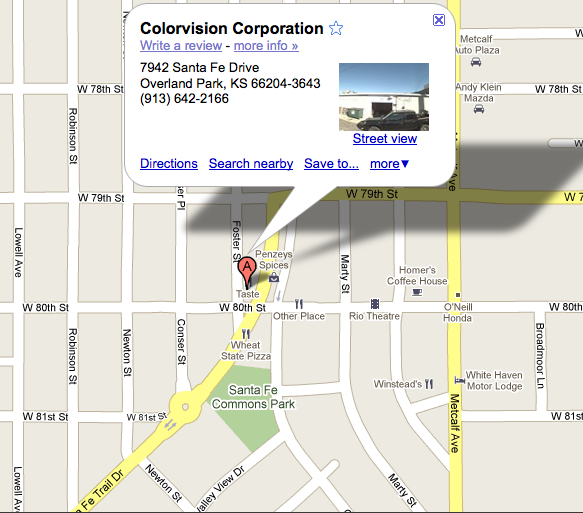 Colorvision Corporation
Write a review - more info »
7942 Santa Fe Drive
Overland Park, KS 66204-3643
(913) 642-2166
Street view
Directions Search nearby Save to... more▼
Metcalf
Auto Plaza
W 78th St
W 78th St
Andy Klein
Mazda
Robinson St
W 79th St
W 79th St
W 7
Pl
Ave
Lowell Ave
Foster St
Penzeys
Spices
Marty St
A
Taste
Homer's
Coffee House
W 80th St
W 80th St
W 80th
Other Place
Rio Theatre
O'Neill
Honda
Robinson St
Newton St
Conser St
Wheat
State Pizza
Broadmoor Ln
Santa Fe
Commons Park
Winstead's
White Haven
Motor Lodge
W 81st St
W 81st St
W 81st St
Metcalf Ave
Lowell Ave
a Fe Trail Dr
Newton St
Valley View Dr
Marty St